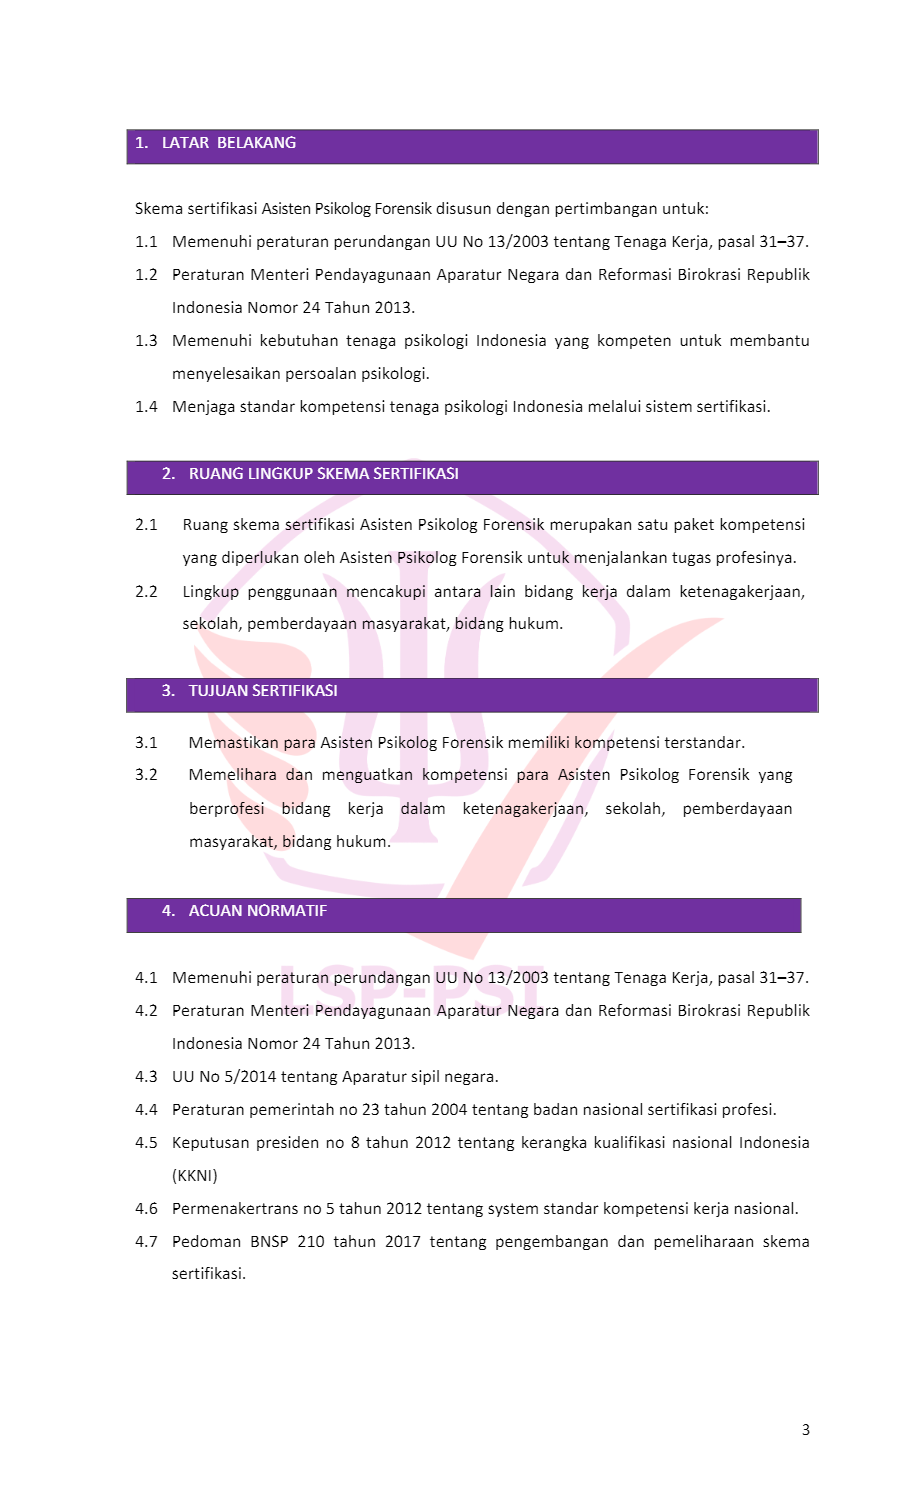 1. LATAR BELAKANG
Skema sertifikasi Asisten Psikolog Forensik disusun dengan pertimbangan untuk:
1.1 Memenuhi peraturan perundangan UU No 13/2003 tentang Tenaga Kerja, pasal 31–37.
1.2 Peraturan Menteri Pendayagunaan Aparatur Negara dan Reformasi Birokrasi Republik
Indonesia Nomor 24 Tahun 2013.
1.3 Memenuhi kebutuhan tenaga psikologi Indonesia yang kompeten untuk membantu
menyelesaikan persoalan psikologi.
1.4 Menjaga standar kompetensi tenaga psikologi Indonesia melalui sistem sertifikasi.
2. RUANG LINGKUP SKEMA SERTIFIKASI
2.1 Ruang skema sertifikasi Asisten Psikolog Forensik merupakan satu paket kompetensi
yang diperlukan oleh Asisten Psikolog Forensik untuk menjalankan tugas profesinya.
2.2 Lingkup penggunaan mencakupi antara lain bidang kerja dalam ketenagakerjaan,
sekolah, pemberdayaan masyarakat, bidang hukum.
3. TUJUAN SERTIFIKASI
3.1 Memastikan para Asisten Psikolog Forensik memiliki kompetensi terstandar.
3.2 Memelihara dan menguatkan kompetensi para Asisten Psikolog Forensik yang
berprofesi bidang kerja dalam ketenagakerjaan, sekolah, pemberdayaan
masyarakat, bidang hukum.
4. ACUAN NORMATIF
LSP-PSI
4.1 Memenuhi peraturan perundangan UU No 13/2003 tentang Tenaga Kerja, pasal 31–37.
4.2 Peraturan Menteri Pendayagunaan Aparatur Negara dan Reformasi Birokrasi Republik
Indonesia Nomor 24 Tahun 2013.
4.3 UU No 5/2014 tentang Aparatur sipil negara.
4.4 Peraturan pemerintah no 23 tahun 2004 tentang badan nasional sertifikasi profesi.
4.5 Keputusan presiden no 8 tahun 2012 tentang kerangka kualifikasi nasional Indonesia
(KKNI)
4.6 Permenakertrans no 5 tahun 2012 tentang system standar kompetensi kerja nasional.
4.7 Pedoman BNSP 210 tahun 2017 tentang pengembangan dan pemeliharaan skema
sertifikasi.
3